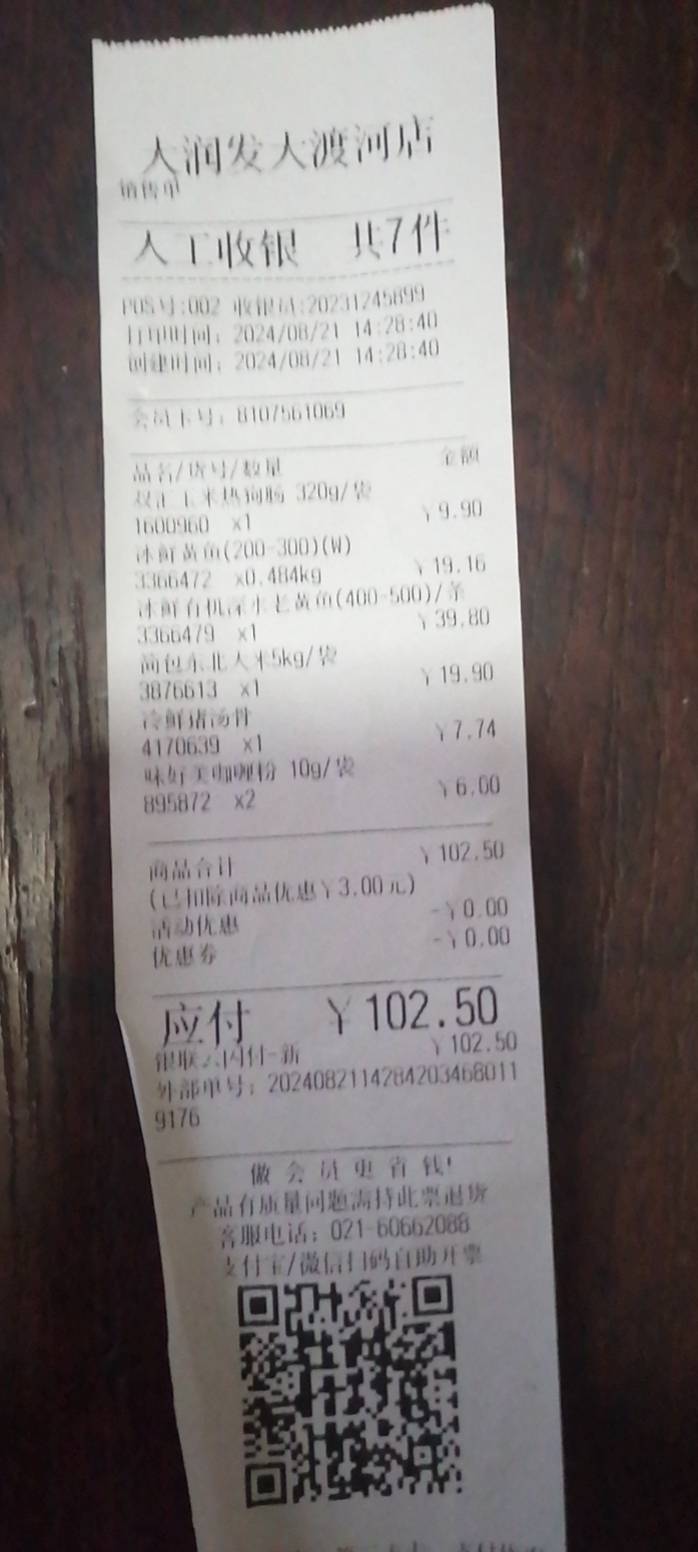 大润发大渡河店
销售单
人工收银 共7件
POS号:002 收银员:20231245899
打印时间: 2024/08/21 14:28:40
创建时间: 2024/08/21 14:28:40
会员卡号: 8107561069
品名/货号/数量 金额
双汇玉米热狗肠 320g/袋
1600960 x1 ¥9.90
冰鲜黄鱼(200-300)(W)
3366472 x0.484kg ¥19.16
冰鲜有机深水老黄鱼(400-500)/条
3366479 x1 ¥39.80
简包东北大米5kg/袋
3876613 x1 ¥19.90
冷鲜猪汤骨
4170639 x1 ¥7.74
味好美咖喱粉 10g/袋
895872 x2 ¥6.00
商品合计 ¥102.50
(已扣除商品优惠¥3.00元)
活动优惠 -¥0.00
优惠券 -¥0.00
应付 ¥102.50
银联云闪付-新 ¥102.50
外部单号: 2024082114284203468011
9176
做会员更省钱!
产品有质量问题需持此票退货
客服电话: 021-60662088
支付宝/微信扫码自助开票